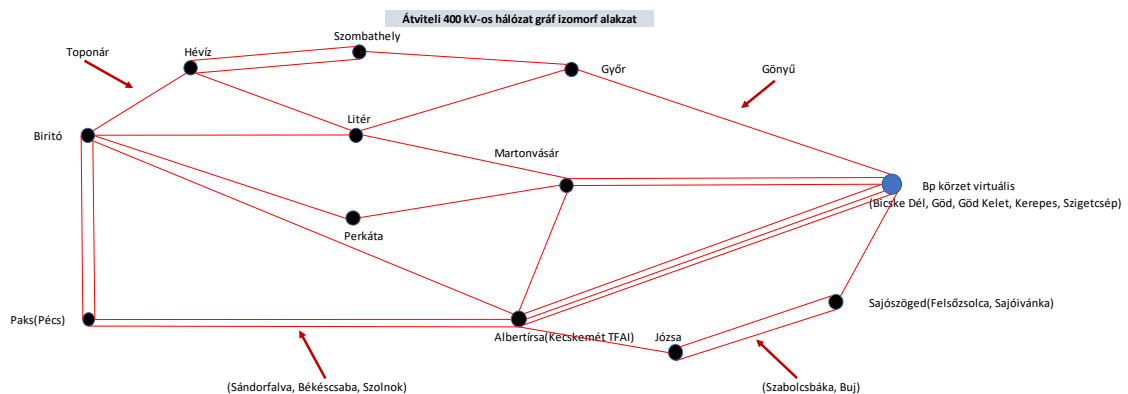 Átviteli 400 kV-os hálózat gráf izomorf alakzat
Szombathely
Toponár
Hévíz
Győr
Gönyű
Litér
Biritó
Martonvásár
Bp körzet virtuális
(Bicske Dél, Göd, Göd Kelet, Kerepes, Szigetcsép)
Perkáta
Sajószöged(Felsőzsolca, Sajóivánka)
Paks(Pécs)
Albertírsa(Kecskemét TFAI)
Józsa
(Sándorfalva, Békéscsaba, Szolnok)
(Szabolcsbáka, Buj)